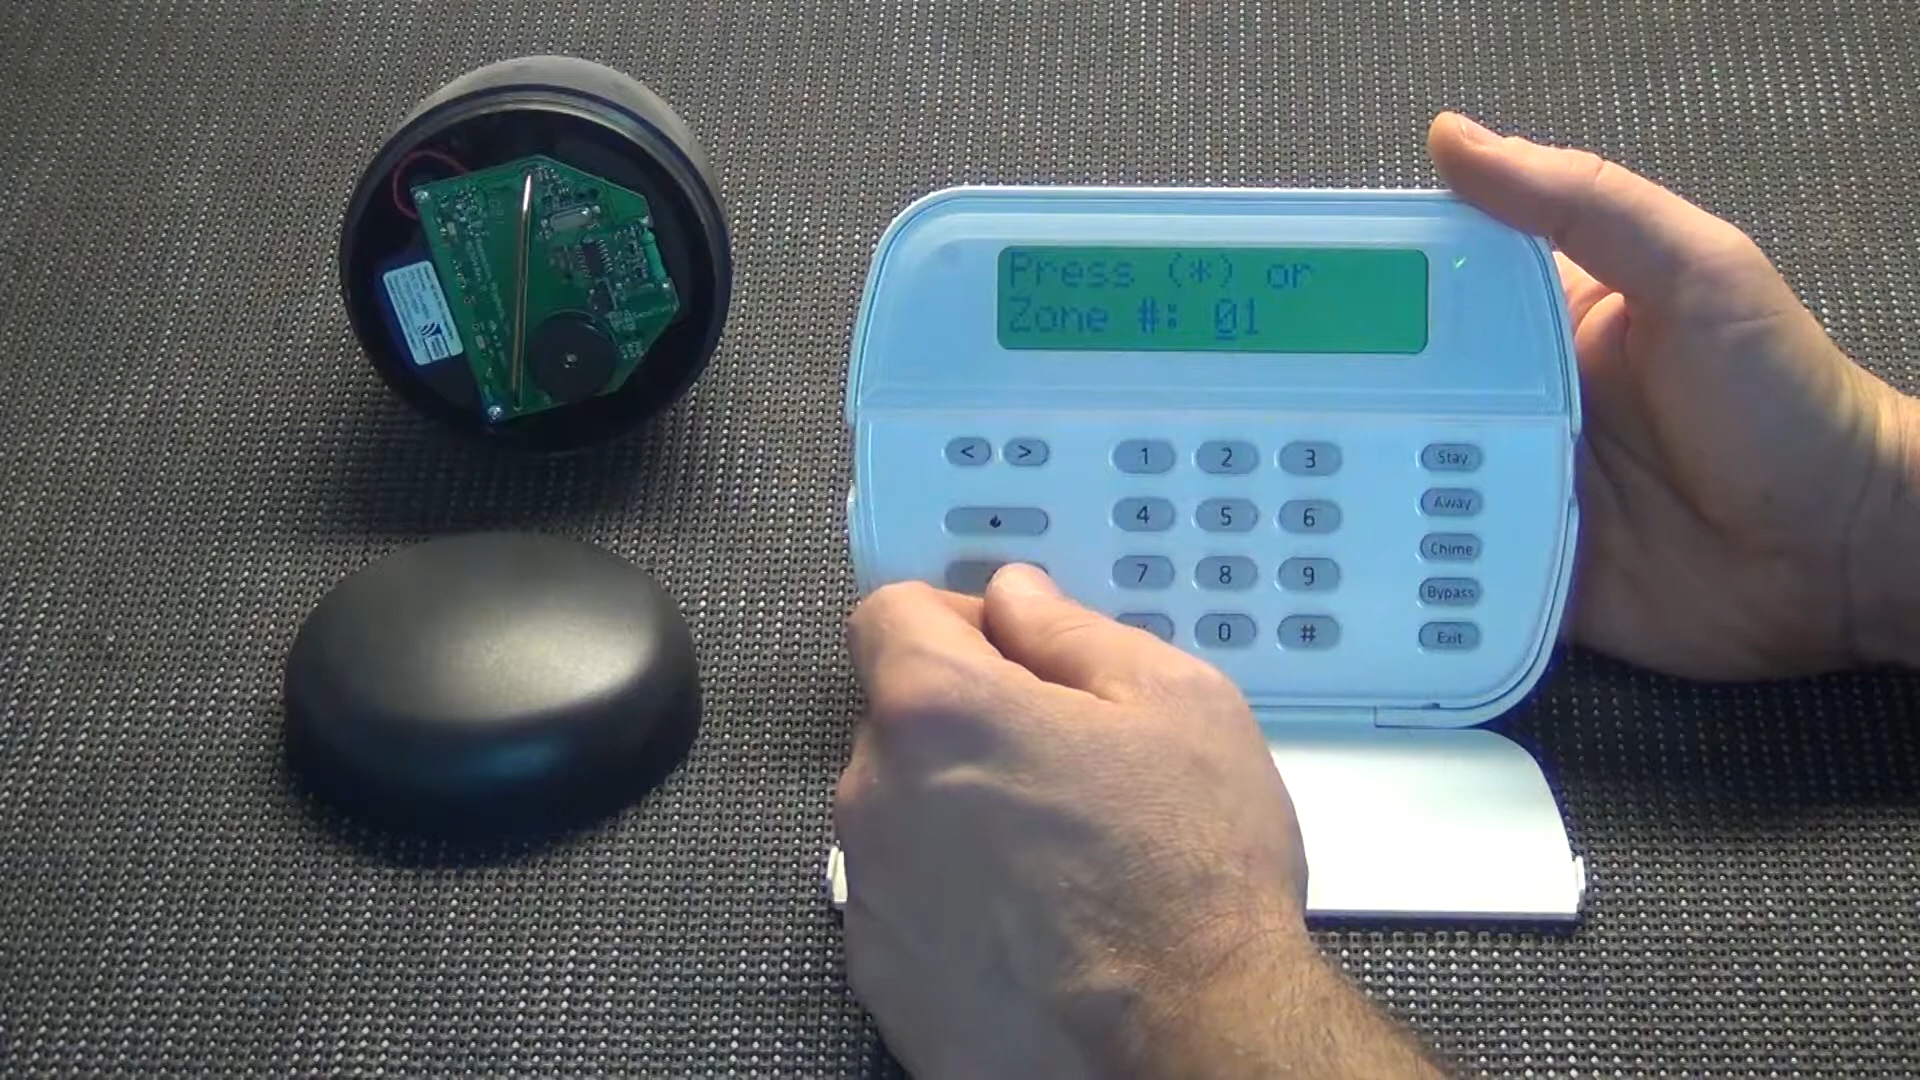 Press (*) or
Zone #: 01
< >
1 2 3
4 5 6
7 8 9
0 #
Stay
Away
Chime
Bypass
Exit